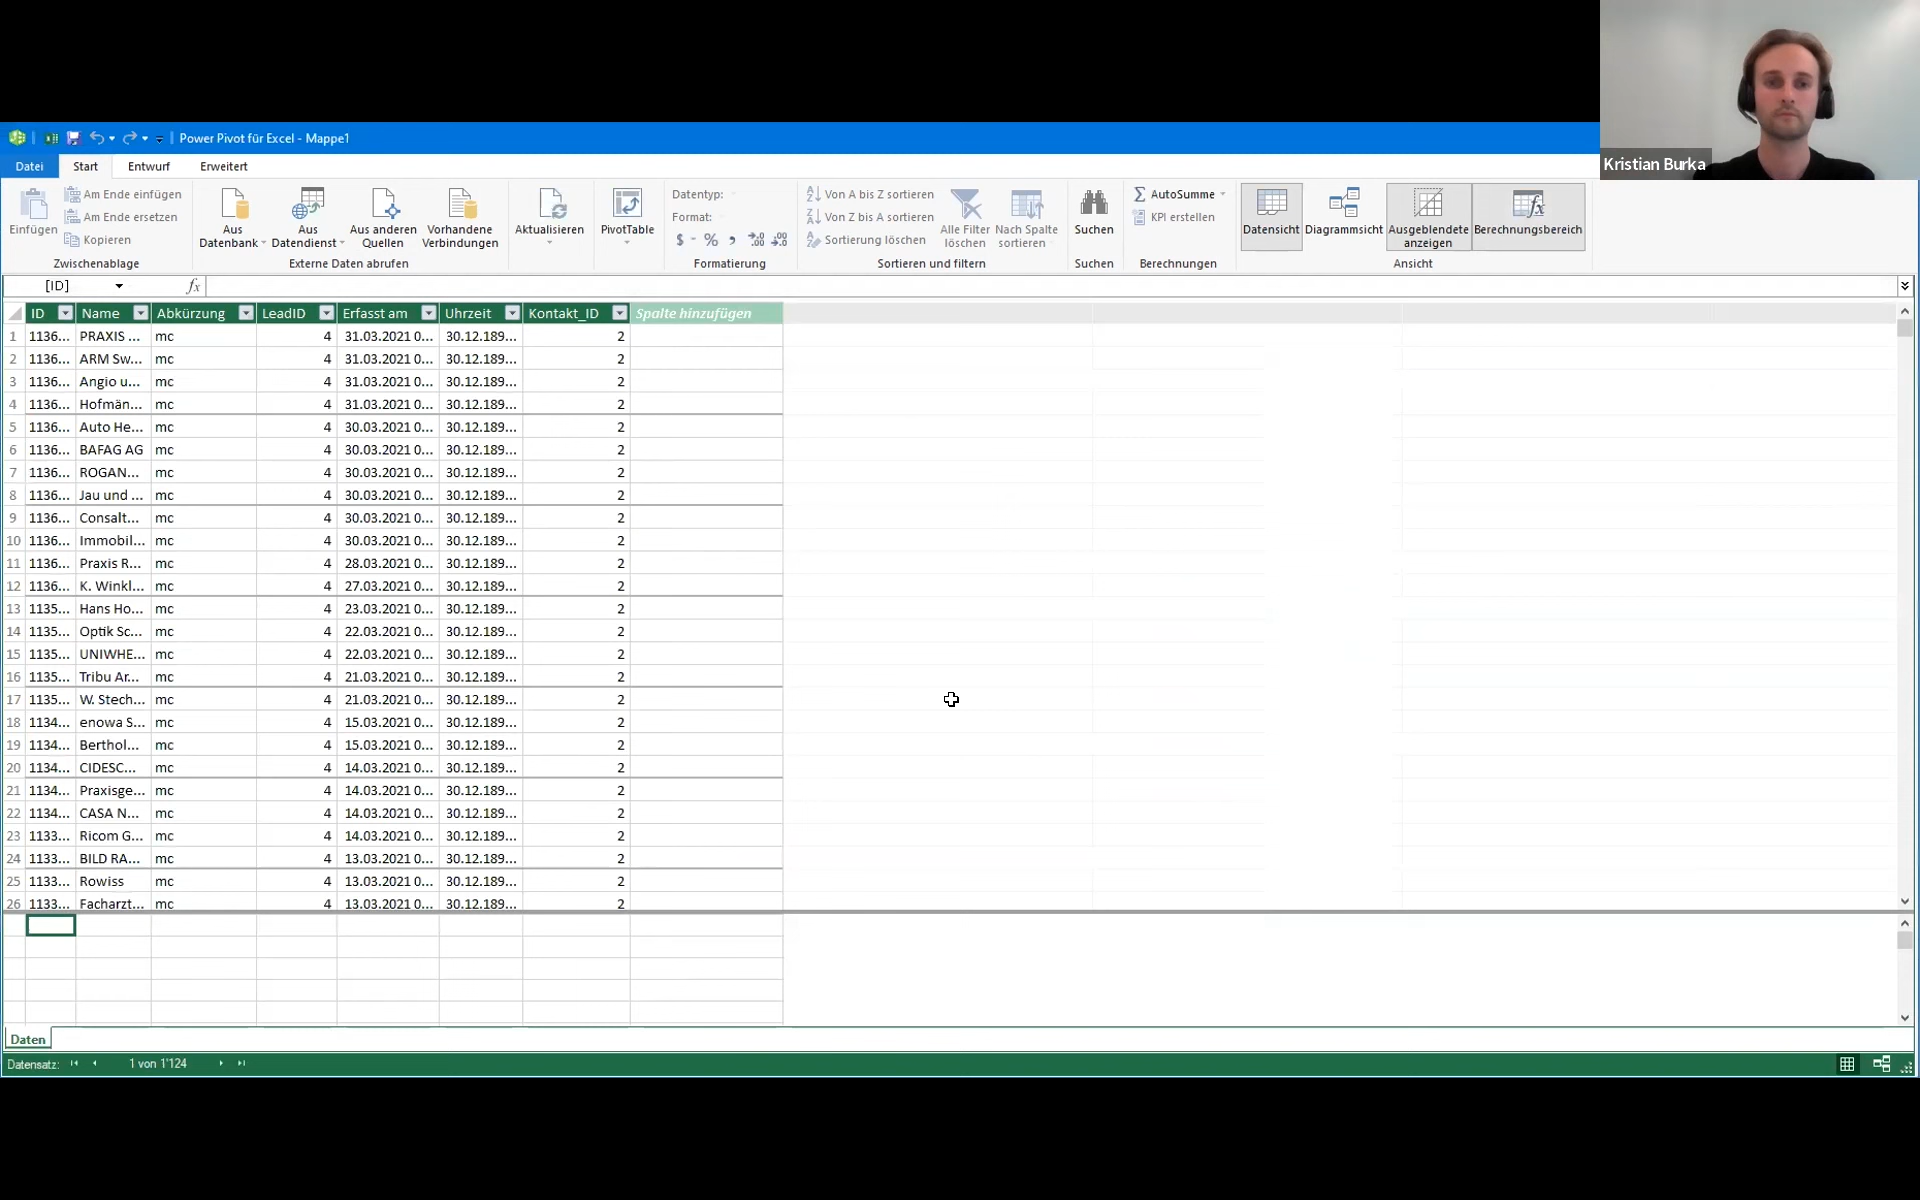 Kristian Burka
Power Pivot für Excel - Mappe1
Datei Start Entwurf Erweitert
Einfügen
Am Ende einfügen
Am Ende ersetzen
Kopieren
Zwischenablage
Aus Datenbank
Aus Datendienst
Aus anderen Quellen
Vorhandene Verbindungen
Externe Daten abrufen
Aktualisierung
PivotTable
Datentyp:
Format:
$ % ,
Formatierung
Von A bis Z sortieren
Von Z bis A sortieren
Sortierung löschen
Alle Filter löschen
Nach Spalte sortieren
Sortieren und filtern
Suchen
Suchen
AutoSumme
KPI erstellen
Berechnungen
Datensicht
Diagrammsicht
Ausgeblendete anzeigen
Berechnungsbereich
Ansicht
[ID] fx
ID Name Abkürzung LeadID Erfasst am Uhrzeit Kontakt_ID Spalte hinzufügen
1 1136... PRAXIS ... mc 4 31.03.2021 0... 30.12.189... 2
2 1136... ARM Sw... mc 4 31.03.2021 0... 30.12.189... 2
3 1136... Angio u... mc 4 31.03.2021 0... 30.12.189... 2
4 1136... Hofmän... mc 4 31.03.2021 0... 30.12.189... 2
5 1136... Auto He... mc 4 30.03.2021 0... 30.12.189... 2
6 1136... BAFAG AG mc 4 30.03.2021 0... 30.12.189... 2
7 1136... ROGAN... mc 4 30.03.2021 0... 30.12.189... 2
8 1136... Jau und ... mc 4 30.03.2021 0... 30.12.189... 2
9 1136... Consalt... mc 4 30.03.2021 0... 30.12.189... 2
10 1136... Immobil... mc 4 30.03.2021 0... 30.12.189... 2
11 1136... Praxis R... mc 4 28.03.2021 0... 30.12.189... 2
12 1136... K. Winkl... mc 4 27.03.2021 0... 30.12.189... 2
13 1135... Hans Ho... mc 4 23.03.2021 0... 30.12.189... 2
14 1135... Optik Sc... mc 4 22.03.2021 0... 30.12.189... 2
15 1135... UNIWHE... mc 4 22.03.2021 0... 30.12.189... 2
16 1135... Tribu Ar... mc 4 21.03.2021 0... 30.12.189... 2
17 1135... W. Stech... mc 4 21.03.2021 0... 30.12.189... 2
18 1134... enowa S... mc 4 15.03.2021 0... 30.12.189... 2
19 1134... Berthol... mc 4 15.03.2021 0... 30.12.189... 2
20 1134... CIDESC... mc 4 14.03.2021 0... 30.12.189... 2
21 1134... Praxisge... mc 4 14.03.2021 0... 30.12.189... 2
22 1134... CASA N... mc 4 14.03.2021 0... 30.12.189... 2
23 1133... Ricom G... mc 4 14.03.2021 0... 30.12.189... 2
24 1133... BILD RA... mc 4 13.03.2021 0... 30.12.189... 2
25 1133... Rowiss mc 4 13.03.2021 0... 30.12.189... 2
26 1133... Facharzt... mc 4 13.03.2021 0... 30.12.189... 2
Daten
Datensatz: 1 von 1'124